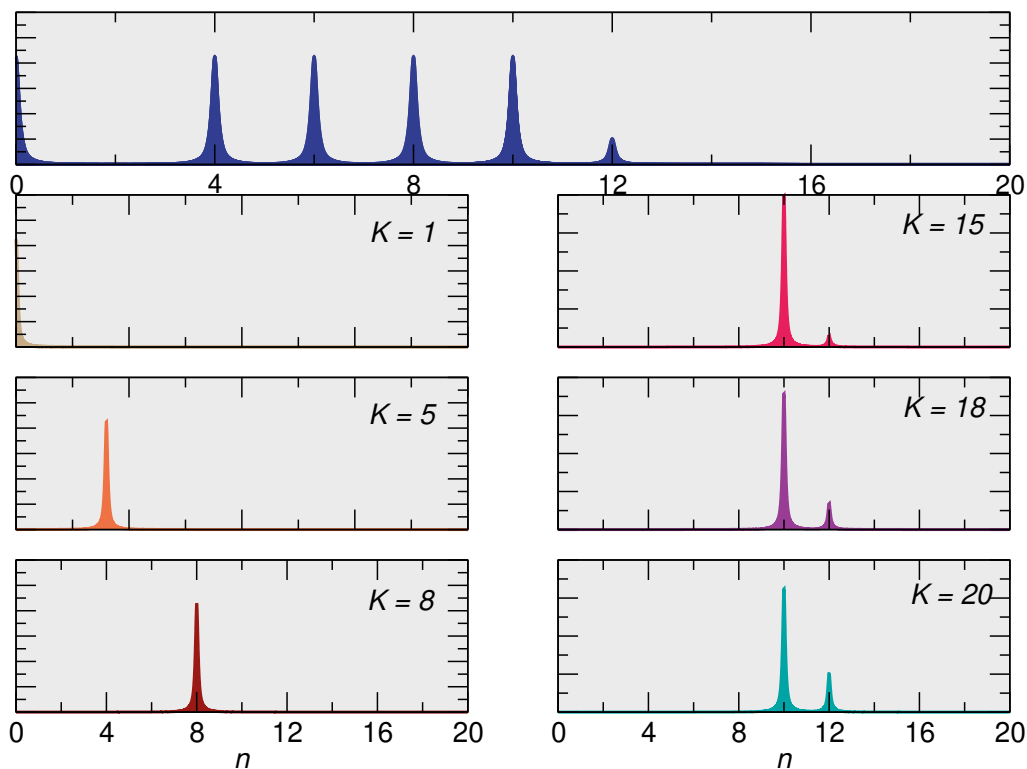 0 4 8 12 16 20
K = 1
K = 15
K = 5
K = 18
K = 8
K = 20
0 4 8 12 16 20
0 4 8 12 16 20
n
n